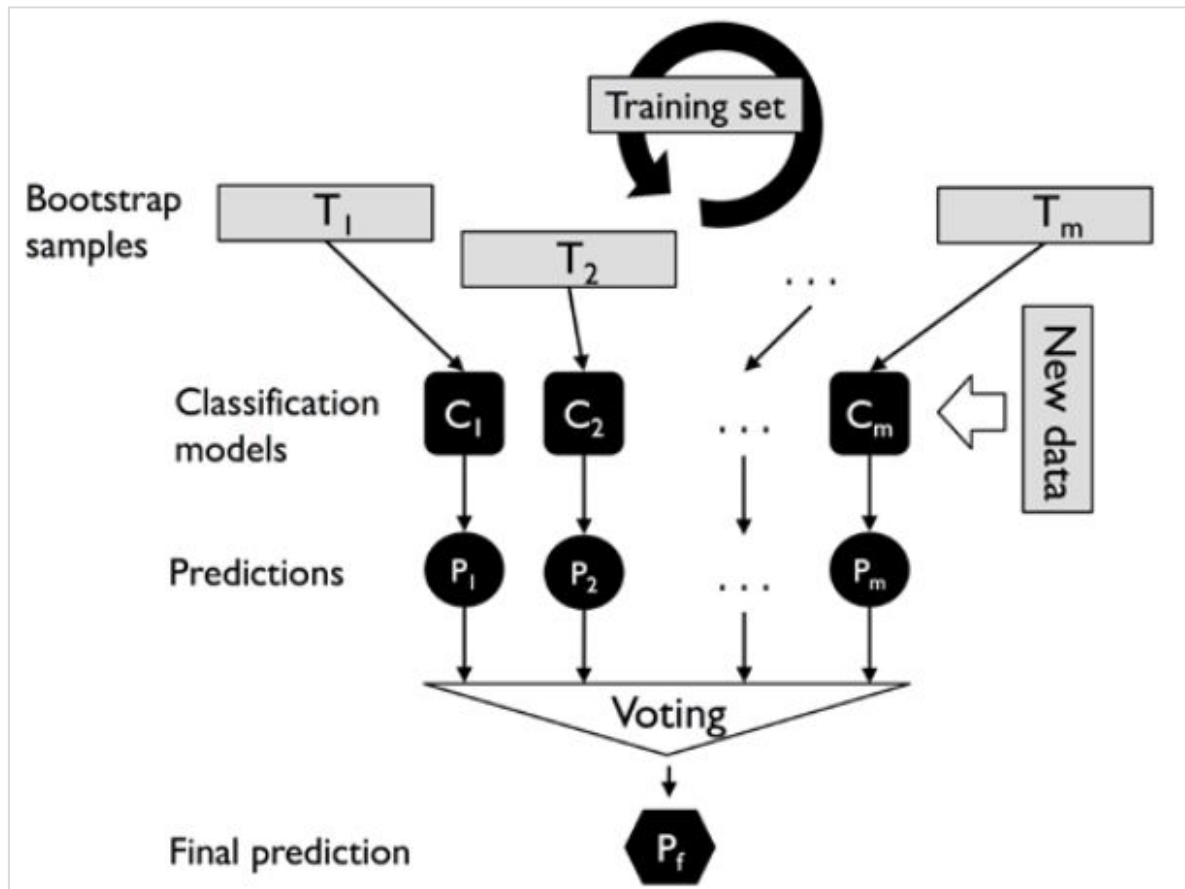 Training set
Bootstrap
samples
T₁
T₂
Tₘ
. . .
New data
Classification
models
C₁
C₂
. . .
Cₘ
Predictions
P₁
P₂
. . .
Pₘ
Voting
Final prediction
P_f